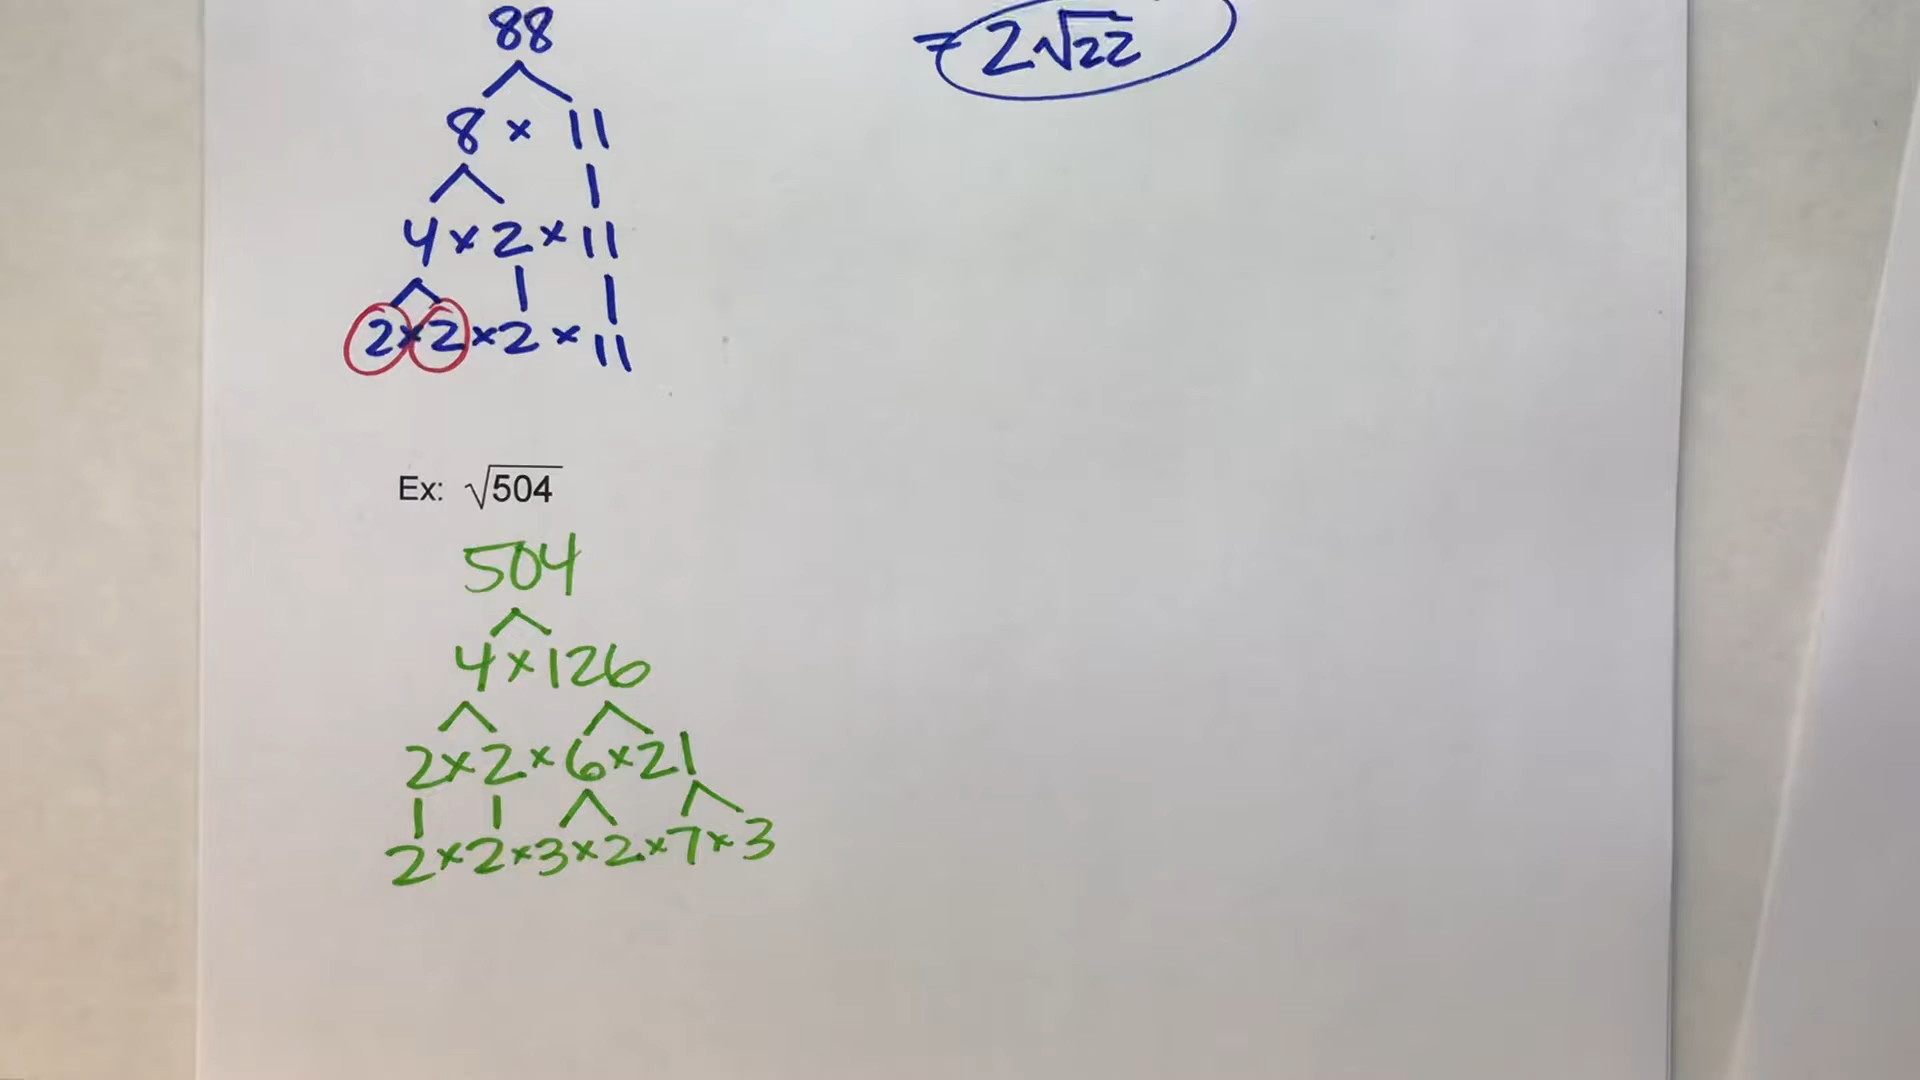 88
= 2√22
8 × 11
4 × 2 × 11
2 × 2 × 2 × 11
Ex: √504
504
4 × 126
2 × 2 × 6 × 21
2 × 2 × 3 × 2 × 7 × 3